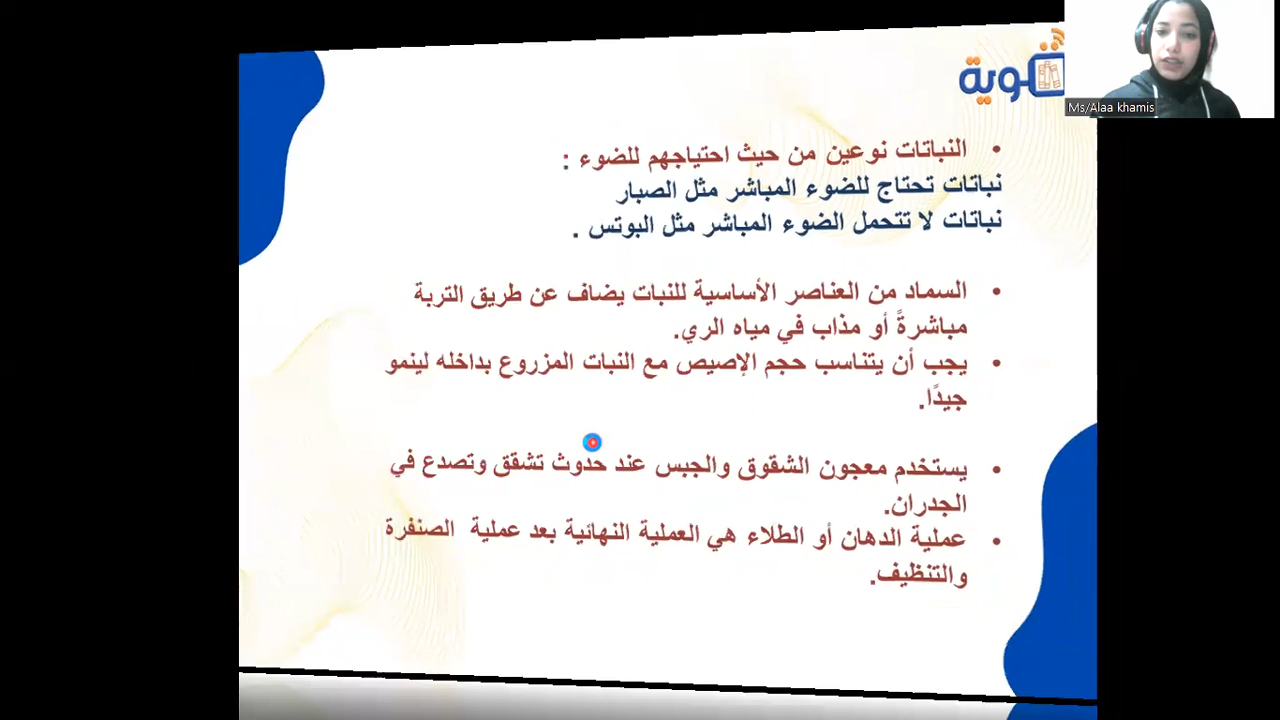 وية
Ms/Alaa khamis
• النباتات نوعين من حيث احتياجهم للضوء :
نباتات تحتاج للضوء المباشر مثل الصبار
نباتات لا تتحمل الضوء المباشر مثل البوتس .
• السماد من العناصر الأساسية للنبات يضاف عن طريق التربة
مباشرةً أو مذاب في مياه الري.
• يجب أن يتناسب حجم الإصيص مع النبات المزروع بداخله لينمو
جيدًا.
• يستخدم معجون الشقوق والجبس عند حدوث تشقق وتصدع في
الجدران.
• عملية الدهان أو الطلاء هي العملية النهائية بعد عملية الصنفرة
والتنظيف.